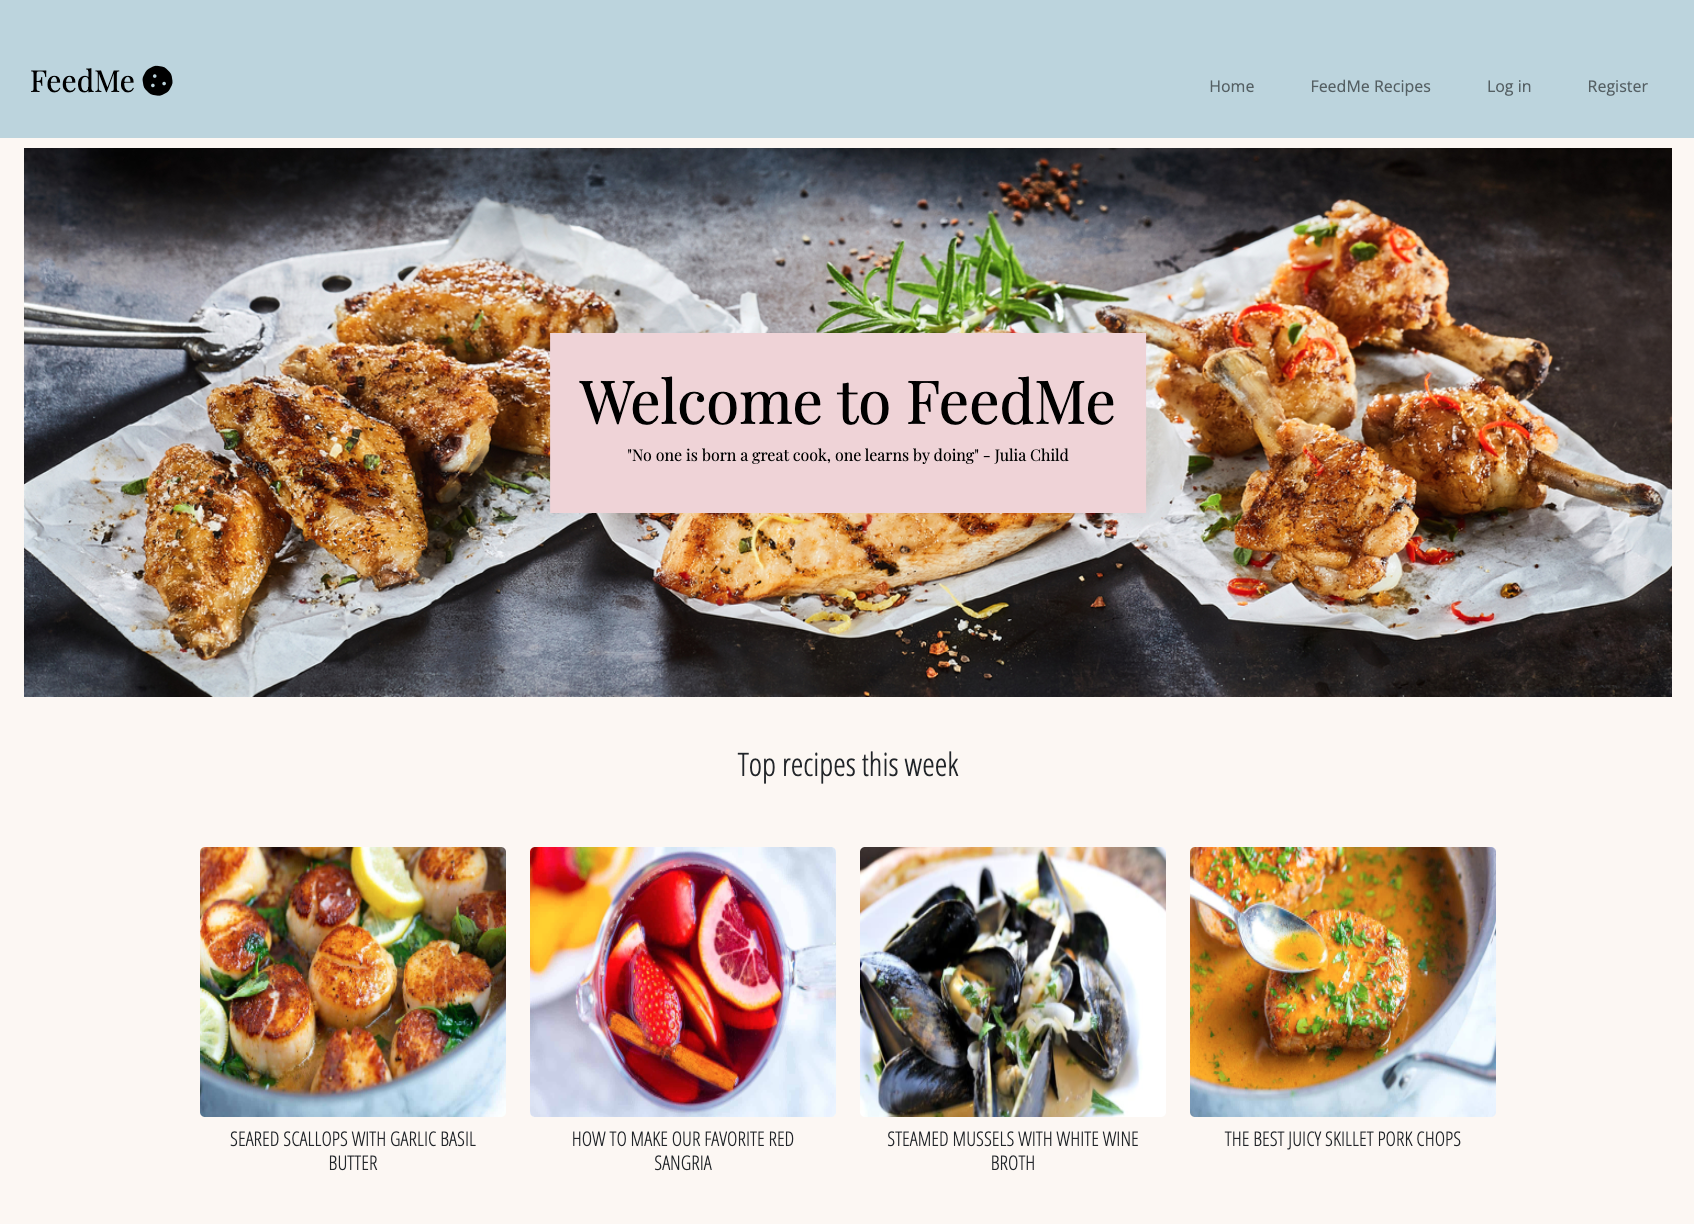 FeedMe
Home
FeedMe Recipes
Log in
Register
Welcome to FeedMe
"No one is born a great cook, one learns by doing" - Julia Child
Top recipes this week
SEARED SCALLOPS WITH GARLIC BASIL
BUTTER
HOW TO MAKE OUR FAVORITE RED
SANGRIA
STEAMED MUSSELS WITH WHITE WINE
BROTH
THE BEST JUICY SKILLET PORK CHOPS